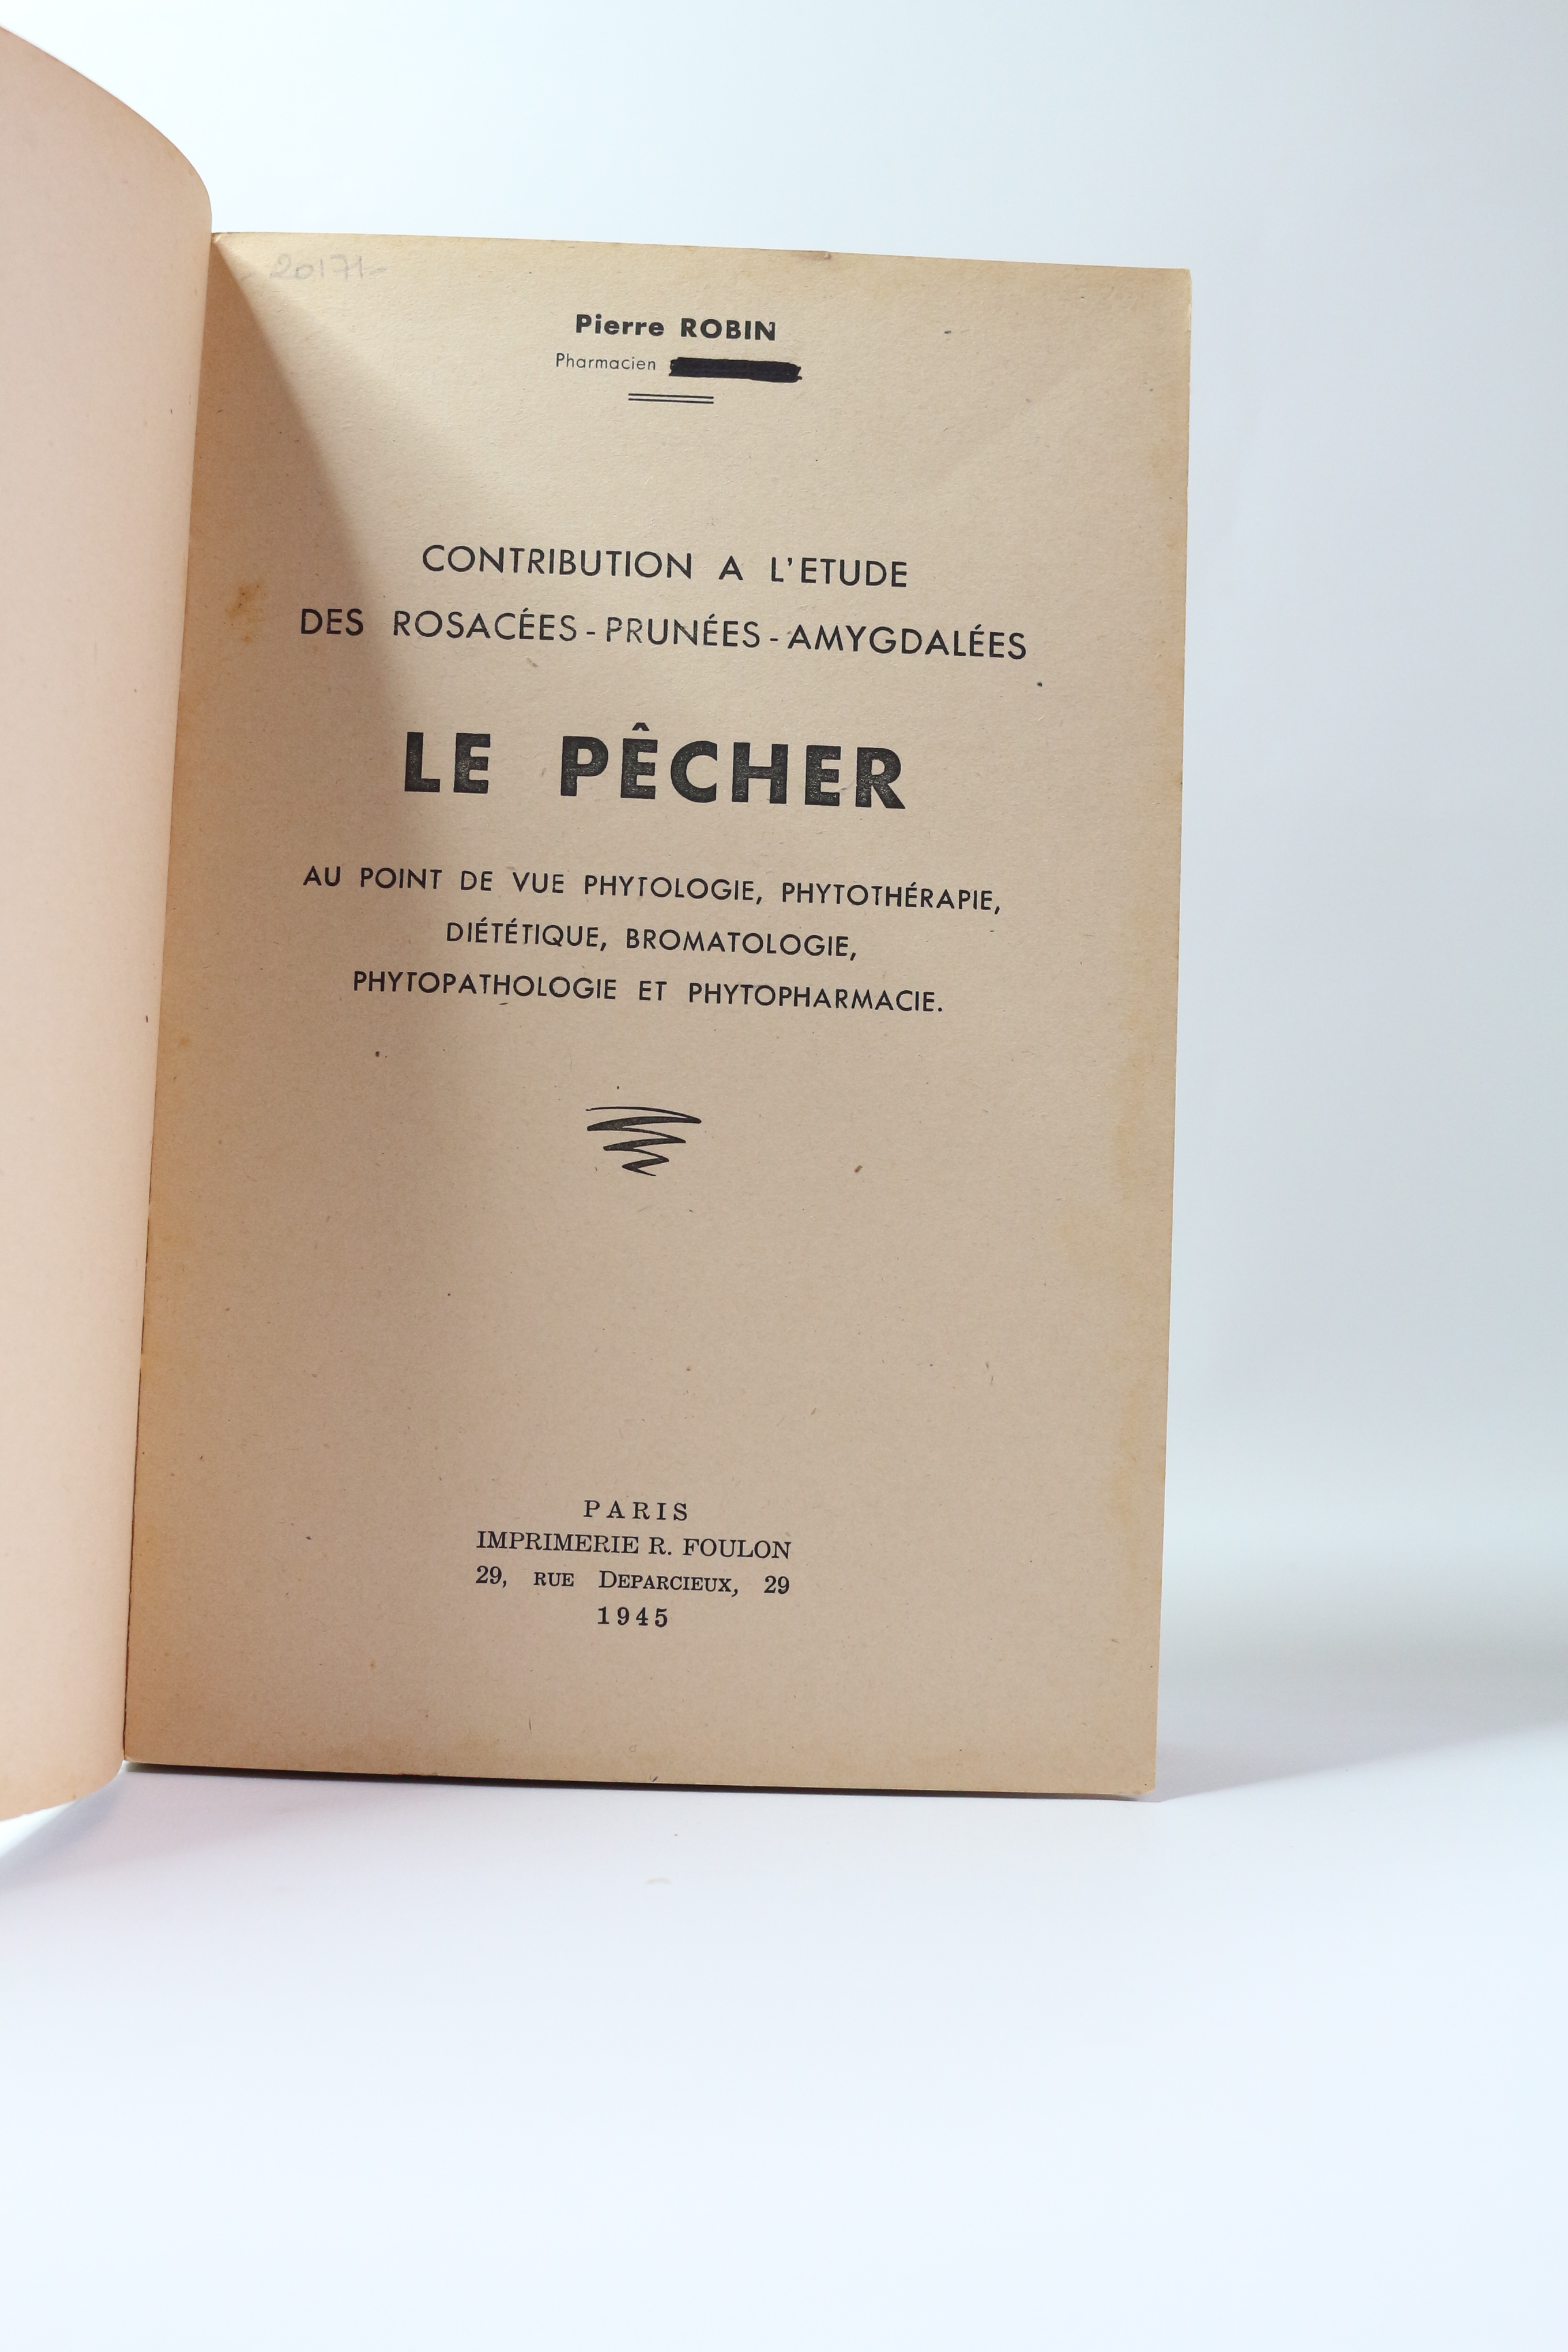 20171-
Pierre ROBIN
Pharmacien
CONTRIBUTION A L'ETUDE
DES ROSACÉES - PRUNÉES - AMYGDALÉES
LE PÊCHER
AU POINT DE VUE PHYTOLOGIE, PHYTOTHÉRAPIE,
DIÉTÉTIQUE, BROMATOLOGIE,
PHYTOPATHOLOGIE ET PHYTOPHARMACIE.
PARIS
IMPRIMERIE R. FOULON
29, RUE DEPARCIEUX, 29
1945